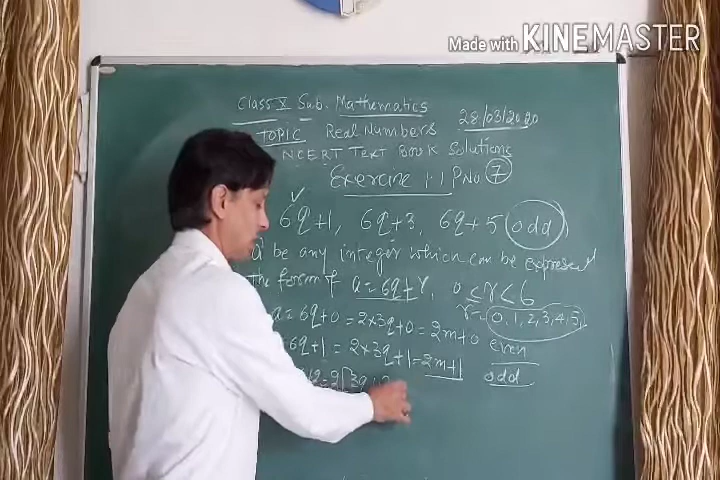 Made with KINEMASTER
Class X Sub. Mathematics
28/03/2020
TOPIC Real Numbers
NCERT Text Book Solutions
Exercise 1.1 P.No. 7
6q+1, 6q+3, 6q+5 odd
a be any integer which can be expressed
the form of a = 6q+r, 0 ≤ r < 6
r = 0, 1, 2, 3, 4, 5,
a = 6q+0 = 2×3q+0 = 2m+0 even
6q+1 = 2×3q+1 = 2m+1 odd